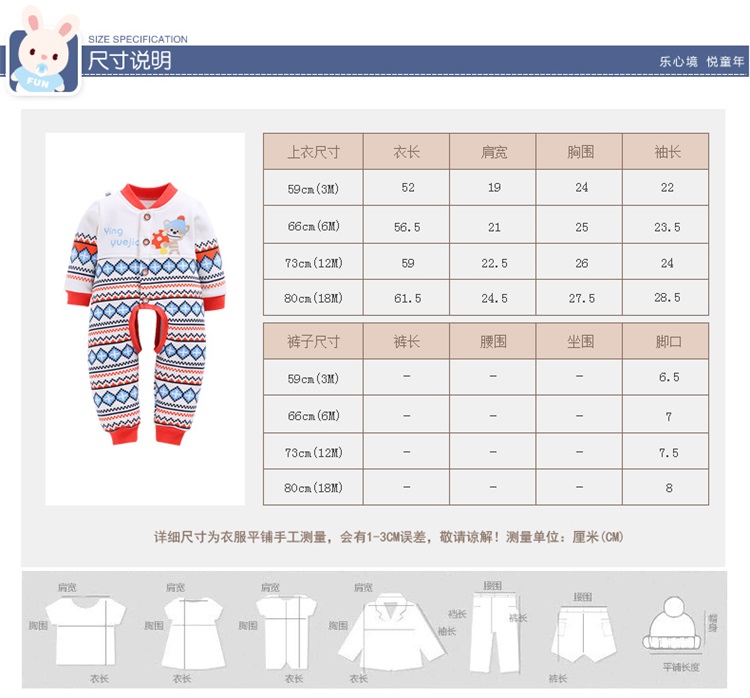 SIZE SPECIFICATION
尺寸说明
乐心境 悦童年
FUN
Ying
yuejia
上衣尺寸 衣长 肩宽 胸围 袖长
59cm(3M) 52 19 24 22
66cm(6M) 56.5 21 25 23.5
73cm(12M) 59 22.5 26 24
80cm(18M) 61.5 24.5 27.5 28.5
裤子尺寸 裤长 腰围 坐围 脚口
59cm(3M) - - - 6.5
66cm(6M) - - - 7
73cm(12M) - - - 7.5
80cm(18M) - - - 8
详细尺寸为衣服平铺手工测量，会有1-3CM误差，敬请谅解！测量单位：厘米(CM)
肩宽 肩宽 肩宽 肩宽 腰围 腰围
胸围 胸围 胸围 胸围 袖长 裆长 裤长 帽身
衣长 衣长 衣长 衣长 裤长 平铺长度